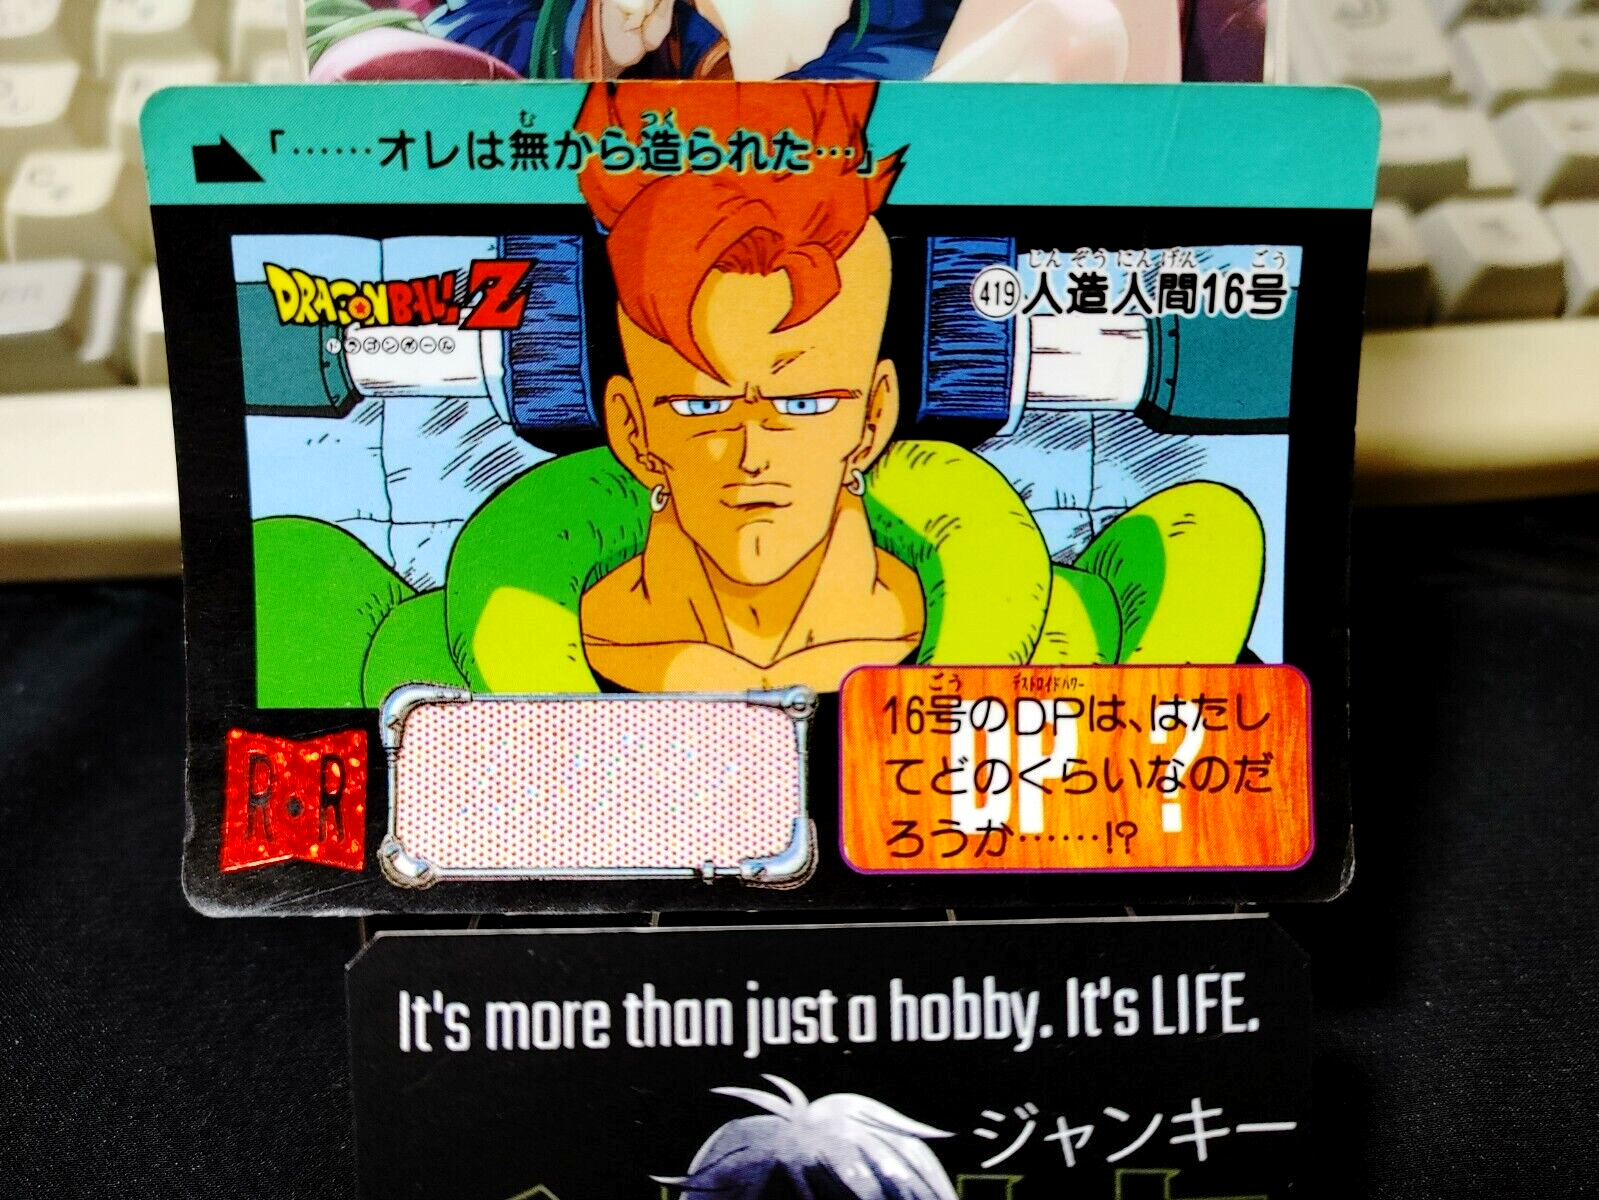 「……オレは無から造られた…」
むつく
DRAGON BALL Z
ドラゴンボール
じんぞうにんげんごう
419 人造人間16号
R・R
ごうデストロイドパワー
16号のDPは、はたし
てどのくらいなのだ
ろうか……!?
DP ?
It's more than just a hobby. It's LIFE.
ジャンキー